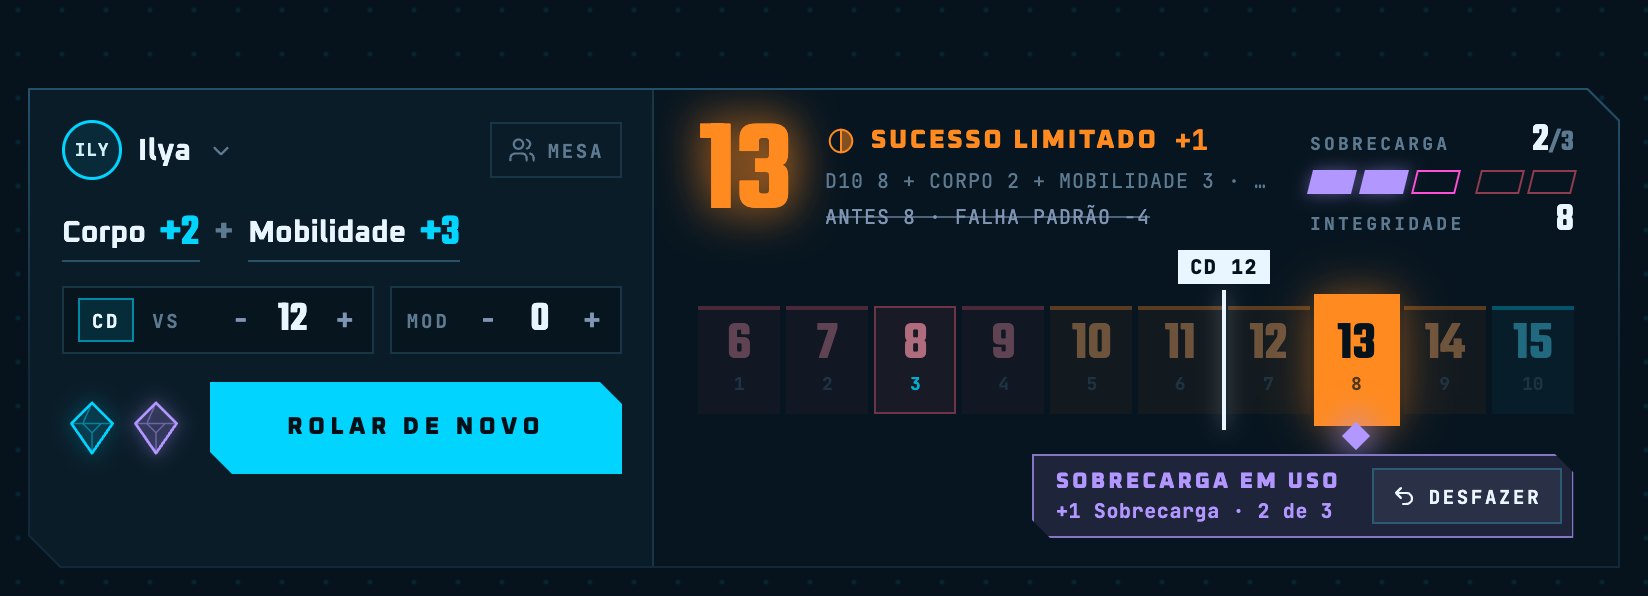 ILY Ilya
MESA
Corpo +2 + Mobilidade +3
CD VS - 12 +
MOD - 0 +
ROLAR DE NOVO
13
SUCESSO LIMITADO +1
D10 8 + CORPO 2 + MOBILIDADE 3 · …
ANTES 8 · FALHA PADRÃO -4
SOBRECARGA 2/3
INTEGRIDADE 8
CD 12
6 7 8 9 10 11 12 13 14 15
1 2 3 4 5 6 7 8 9 10
SOBRECARGA EM USO
+1 Sobrecarga · 2 de 3
DESFAZER